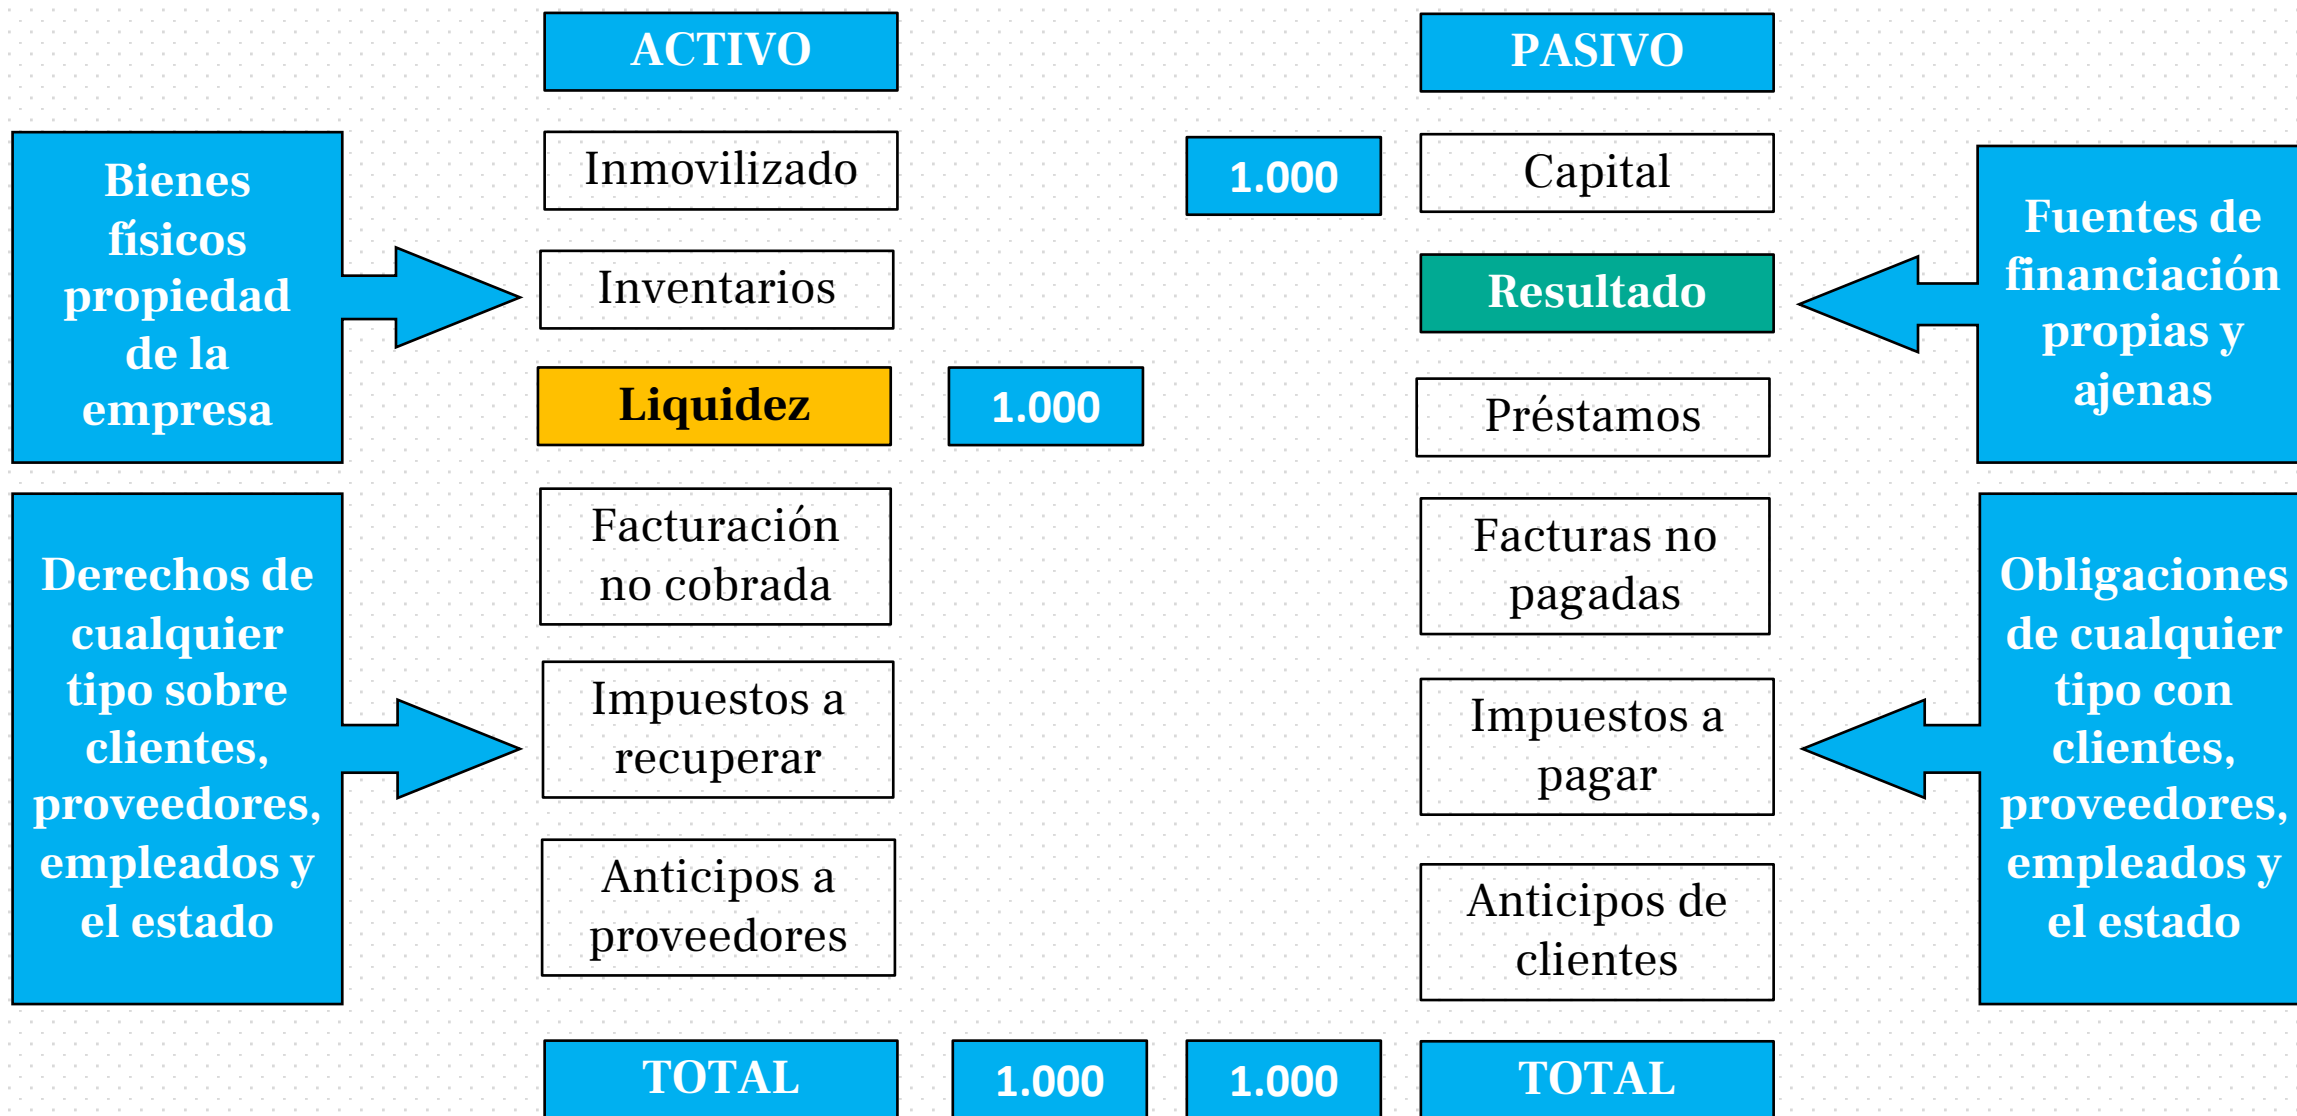 ACTIVO
PASIVO
Bienes
físicos
propiedad
de la
empresa
Inmovilizado
1.000
Capital
Fuentes de
financiación
propias y
ajenas
Inventarios
Resultado
Liquidez
1.000
Préstamos
Derechos de
cualquier
tipo sobre
clientes,
proveedores,
empleados y
el estado
Facturación
no cobrada
Facturas no
pagadas
Obligaciones
de cualquier
tipo con
clientes,
proveedores,
empleados y
el estado
Impuestos a
recuperar
Impuestos a
pagar
Anticipos a
proveedores
Anticipos de
clientes
TOTAL
1.000
1.000
TOTAL